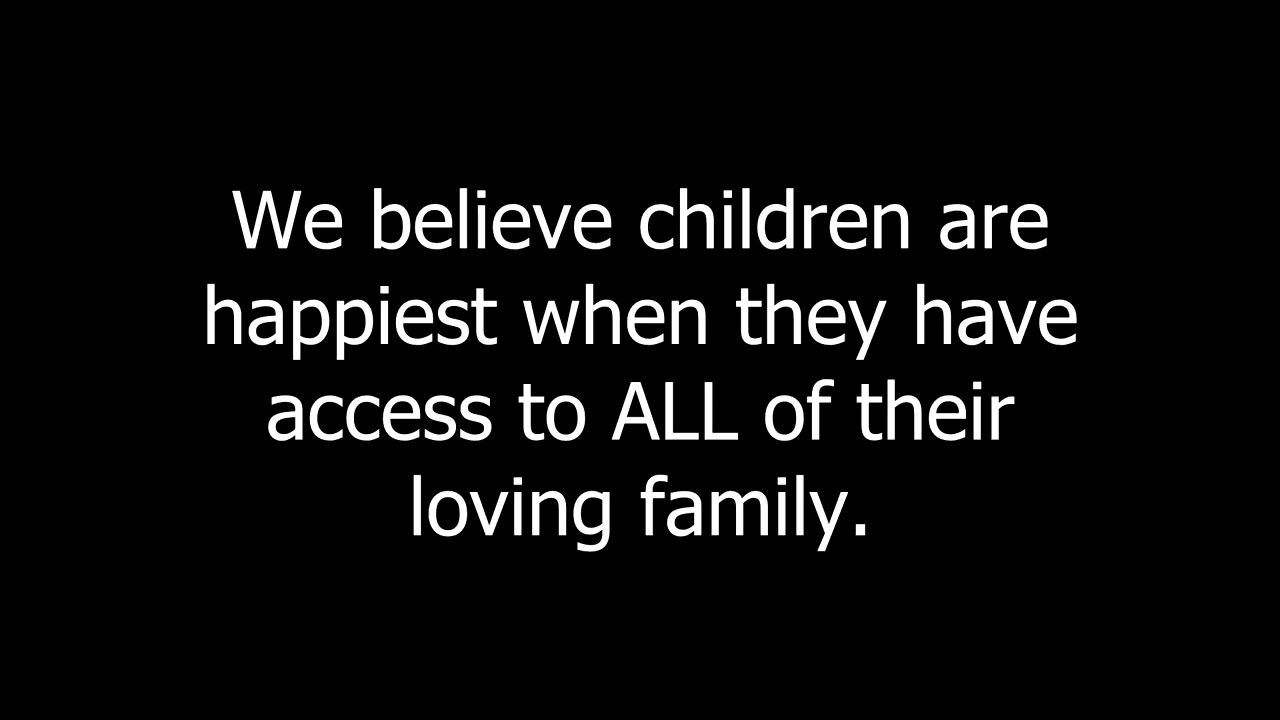 We believe children are
happiest when they have
access to ALL of their
loving family.